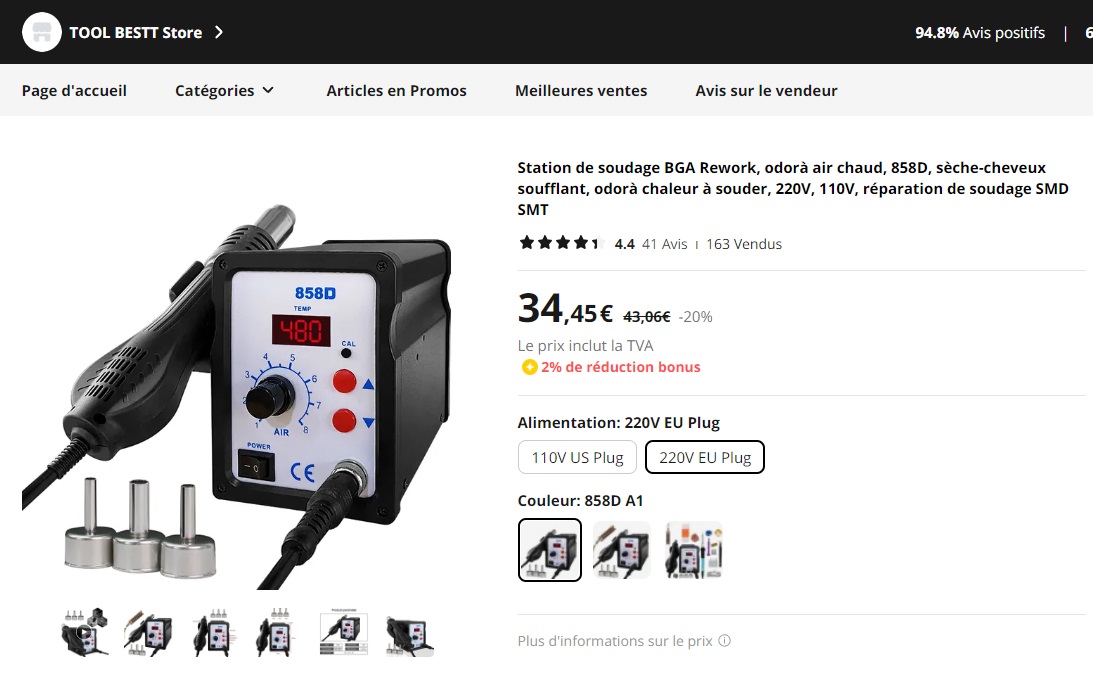 TOOL BESTT Store
94.8% Avis positifs | 6
Page d'accueil Catégories Articles en Promos Meilleures ventes Avis sur le vendeur
Station de soudage BGA Rework, odorà air chaud, 858D, sèche-cheveux
soufflant, odorà chaleur à souder, 220V, 110V, réparation de soudage SMD
SMT
4.4 41 Avis | 163 Vendus
34,45€ 43,06€ -20%
Le prix inclut la TVA
2% de réduction bonus
Alimentation: 220V EU Plug
110V US Plug 220V EU Plug
Couleur: 858D A1
Plus d'informations sur le prix
858D
TEMP
480
CAL
1 2 3 4 5 6 7 8
AIR
POWER
CE